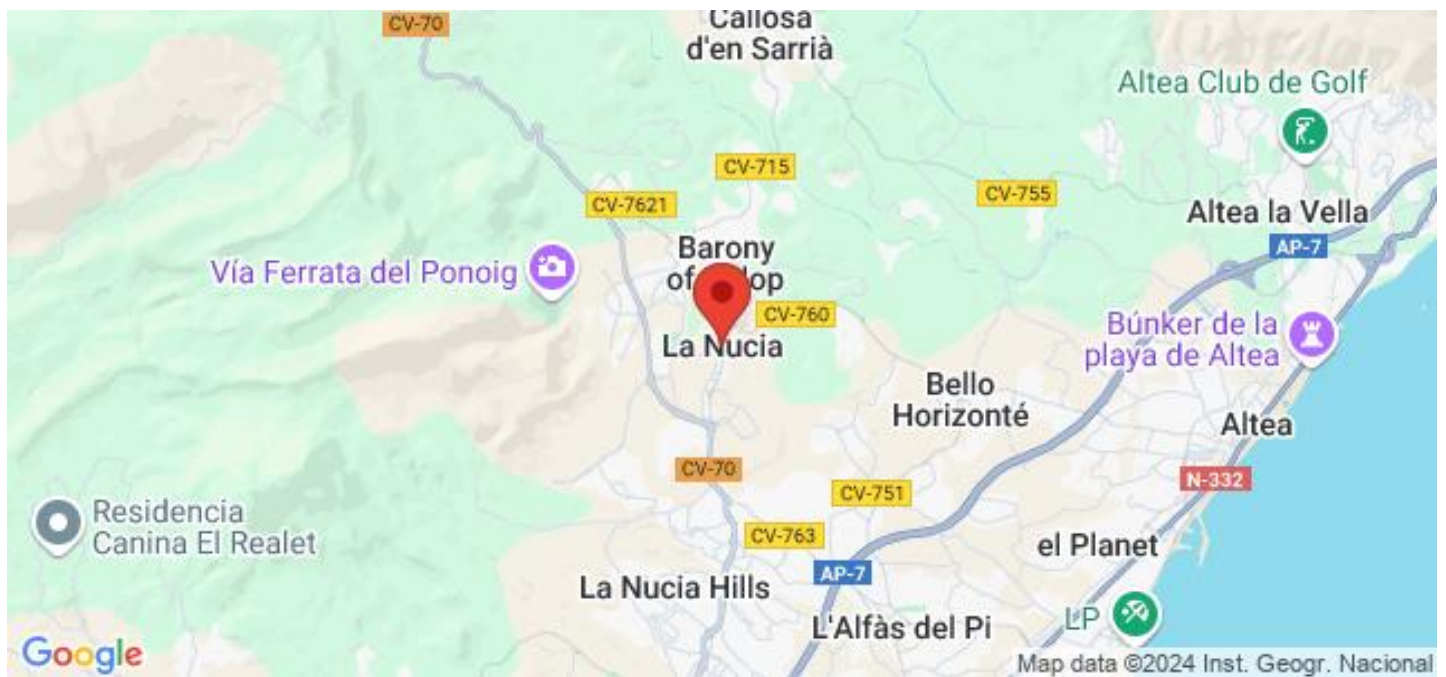 CV-70
Callosa
d'en Sarrià
Altea Club de Golf
CV-715
CV-755
CV-7621
Altea la Vella
Barony
AP-7
Vía Ferrata del Ponoig
CV-760
Búnker de la
playa de Altea
La Nucia
Bello
Horizonté
Altea
CV-70
N-332
CV-751
Residencia
Canina El Realet
CV-763
el Planet
AP-7
La Nucia Hills
L'Alfàs del Pi
LP
Google
Map data ©2024 Inst. Geogr. Nacional